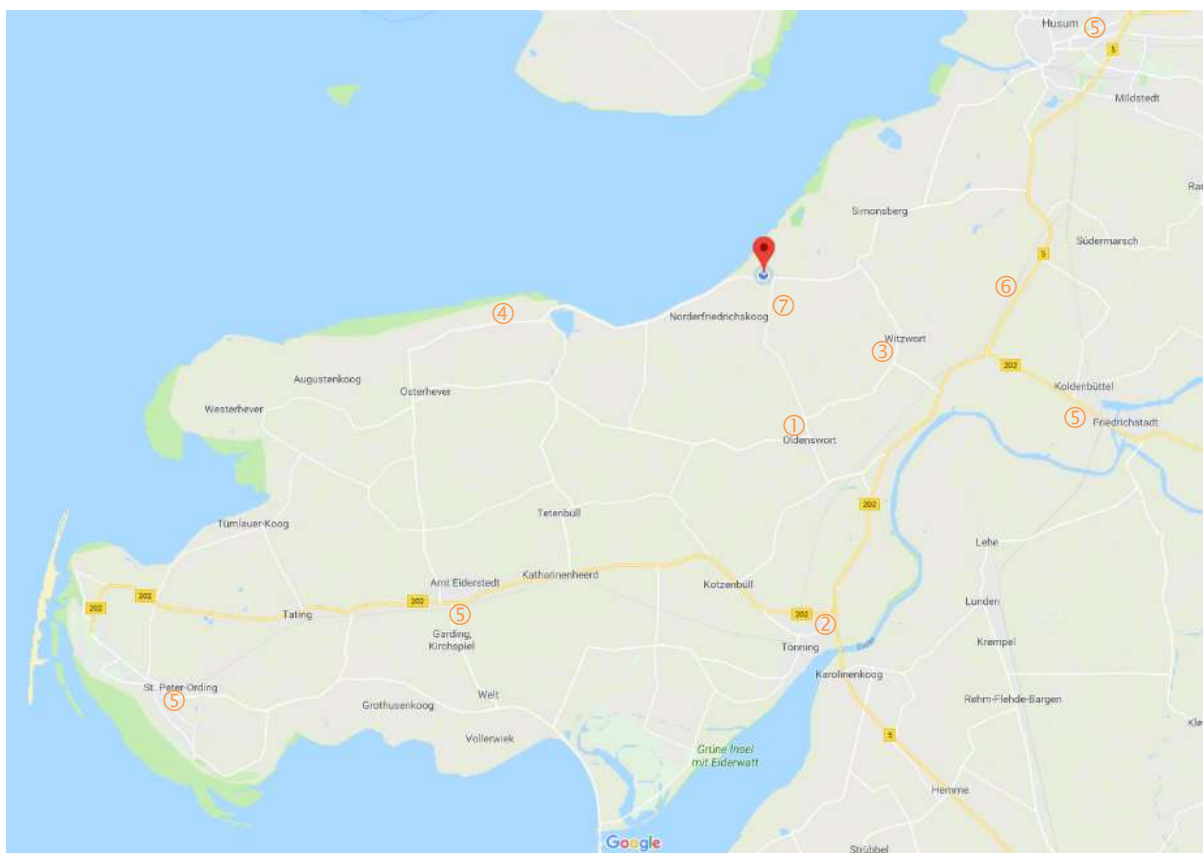 Husum
⑤
5
Mildstedt
Ra
Simonsberg
Südermarsch
5
⑥
④
⑦
Norderfriedrichskoog
Witzwort
③
202
Augustenkoog
Osterhever
Koldenbüttel
Westerhever
⑤
Friedrichstadt
①
Oldenswort
202
Tetenbüll
Tümlauer-Koog
Lehe
Katharinenheerd
Amt Eiderstedt
Kotzenbüll
202
202
202
Tating
⑤
202
②
Lunden
Garding,
Kirchspiel
Krempel
Tönning
Eider
Karolinenkoog
St. Peter-Ording
⑤
Welt
Grothusenkoog
Rehm-Flehde-Bargen
Kle
Vollerwiek
5
Grüne Insel
mit Eiderwatt
Hemme
Google
Strübbel